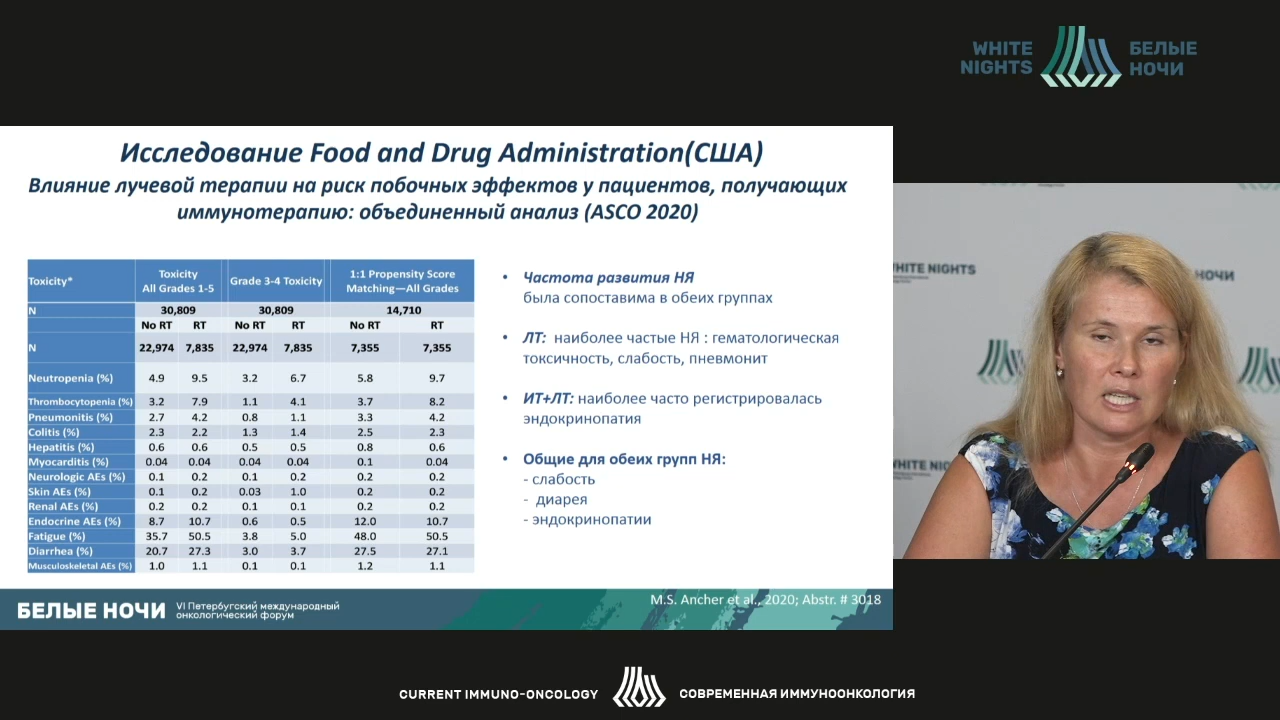 WHITE
NIGHTS
БЕЛЫЕ
НОЧИ
Исследование Food and Drug Administration(США)
Влияние лучевой терапии на риск побочных эффектов у пациентов, получающих
иммунотерапию: объединенный анализ (ASCO 2020)
Toxicity* Toxicity All Grades 1-5 Grade 3-4 Toxicity 1:1 Propensity Score Matching—All Grades
N 30,809 30,809 14,710
No RT RT No RT RT No RT RT
N 22,974 7,835 22,974 7,835 7,355 7,355
Neutropenia (%) 4.9 9.5 3.2 6.7 5.8 9.7
Thrombocytopenia (%) 3.2 7.9 1.1 4.1 3.7 8.2
Pneumonitis (%) 2.7 4.2 0.8 1.1 3.3 4.2
Colitis (%) 2.3 2.2 1.3 1.4 2.5 2.3
Hepatitis (%) 0.6 0.6 0.5 0.5 0.8 0.6
Myocarditis (%) 0.04 0.04 0.04 0.04 0.1 0.04
Neurologic AEs (%) 0.1 0.2 0.1 0.2 0.2 0.2
Skin AEs (%) 0.1 0.2 0.03 1.0 0.2 0.2
Renal AEs (%) 0.2 0.2 0.1 0.1 0.2 0.2
Endocrine AEs (%) 8.7 10.7 0.6 0.5 12.0 10.7
Fatigue (%) 35.7 50.5 3.8 5.0 48.0 50.5
Diarrhea (%) 20.7 27.3 3.0 3.7 27.5 27.1
Musculoskeletal AEs (%) 1.0 1.1 0.1 0.1 1.2 1.1
• Частота развития НЯ
была сопоставима в обеих группах
• ЛТ: наиболее частые НЯ : гематологическая
токсичность, слабость, пневмонит
• ИТ+ЛТ: наиболее часто регистрировалась
эндокринопатия
• Общие для обеих групп НЯ:
- слабость
- диарея
- эндокринопатии
M.S. Ancher et al., 2020; Abstr. # 3018
БЕЛЫЕ НОЧИ
VI Петербургский международный
онкологический форум
WHITE NIGHTS
НОЧИ
WHITE NIGHTS
CURRENT IMMUNO-ONCOLOGY
СОВРЕМЕННАЯ ИММУНООНКОЛОГИЯ